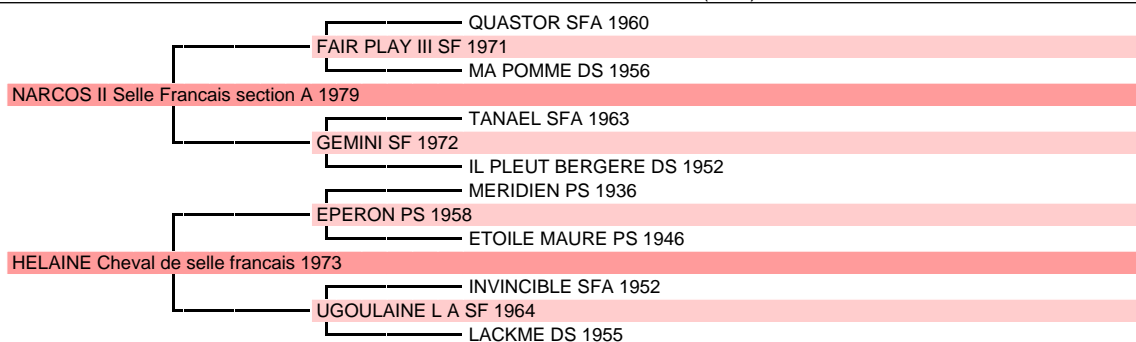 QUASTOR SFA 1960
FAIR PLAY III SF 1971
MA POMME DS 1956
NARCOS II Selle Francais section A 1979
TANAEL SFA 1963
GEMINI SF 1972
IL PLEUT BERGERE DS 1952
MERIDIEN PS 1936
EPERON PS 1958
ETOILE MAURE PS 1946
HELAINE Cheval de selle francais 1973
INVINCIBLE SFA 1952
UGOULAINE L A SF 1964
LACKME DS 1955